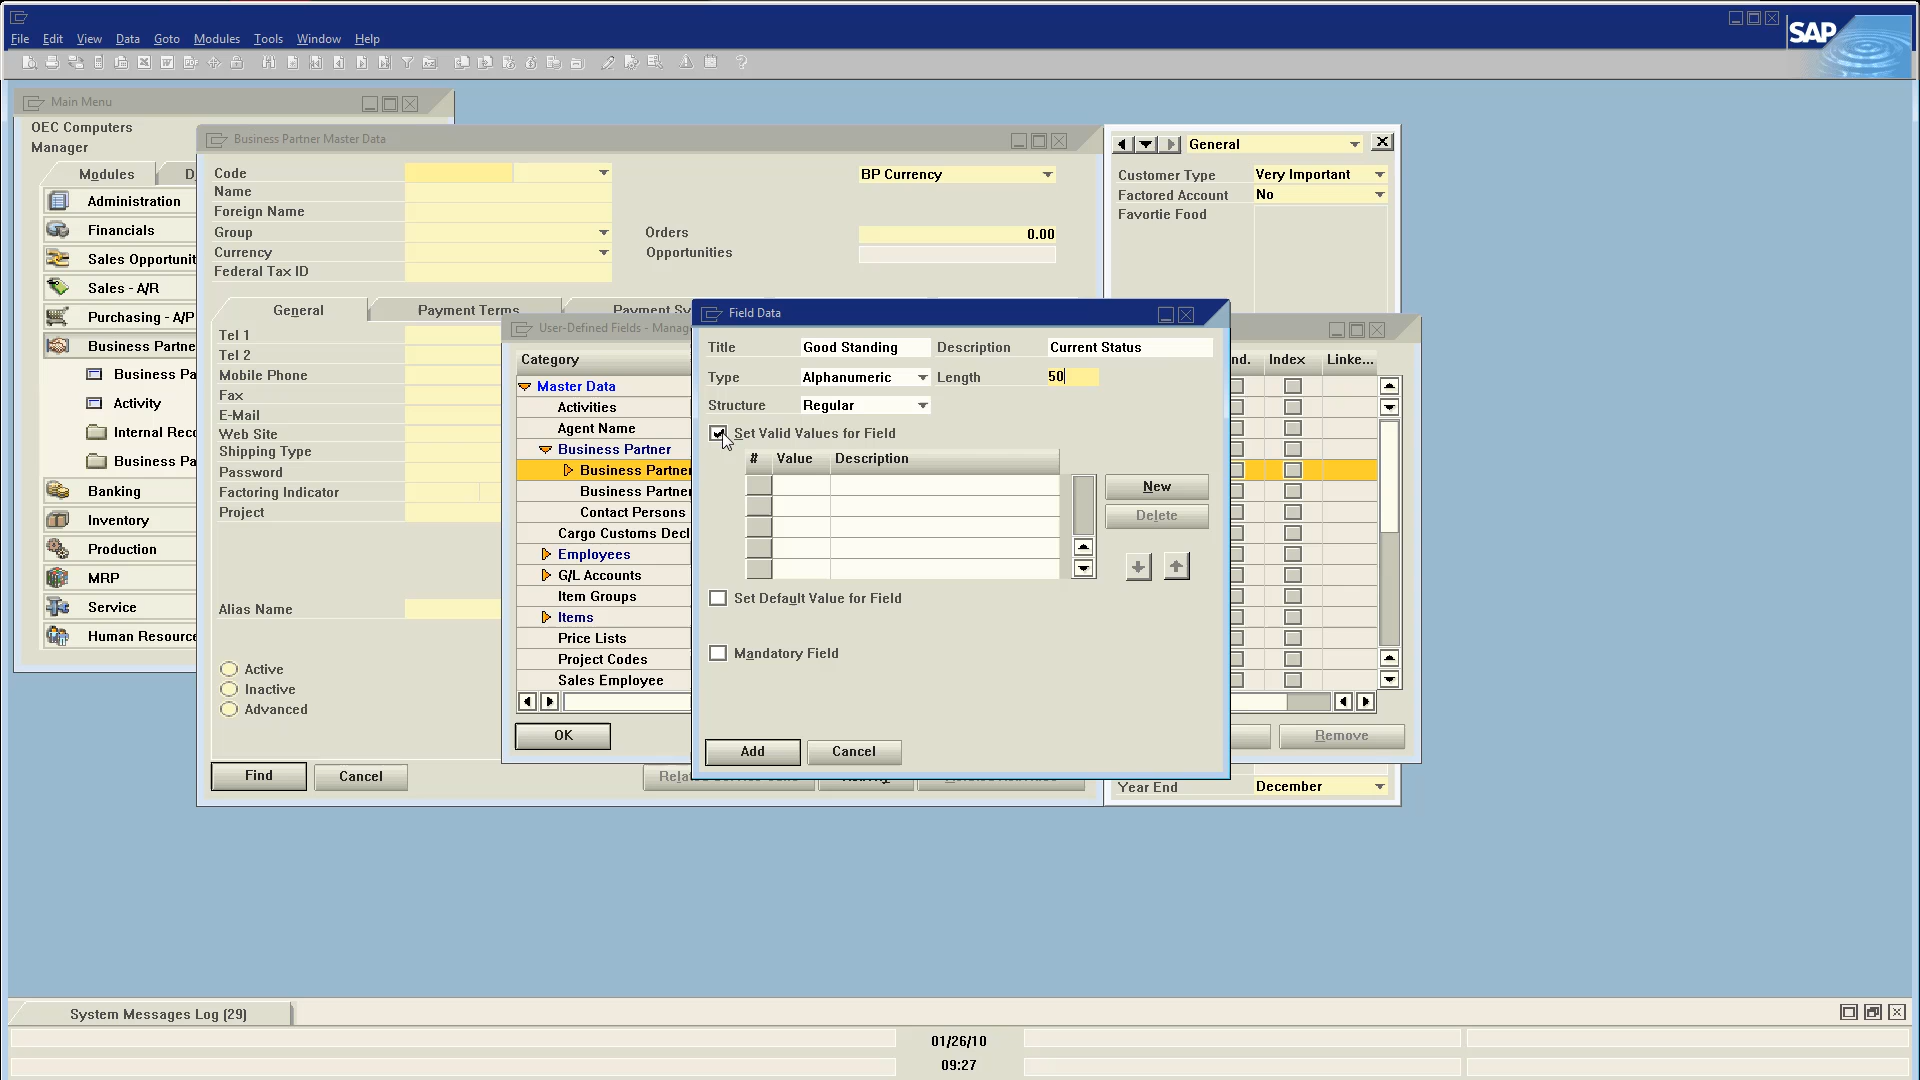 File Edit View Data Goto Modules Tools Window Help
SAP
Main Menu
OEC Computers
Manager
Modules
D
Administration
Financials
Sales Opportunit
Sales - A/R
Purchasing - A/P
Business Partne
Business Pa
Activity
Internal Rec
Business Pa
Banking
Inventory
Production
MRP
Service
Human Resource
Business Partner Master Data
Code
Name
Foreign Name
Group
Currency
Federal Tax ID
BP Currency
Orders 0.00
Opportunities
General Payment Terms Payment Sy
Tel 1
Tel 2
Mobile Phone
Fax
E-Mail
Web Site
Shipping Type
Password
Factoring Indicator
Project
Alias Name
Active
Inactive
Advanced
Find Cancel
General
Customer Type Very Important
Factored Account No
Favortie Food
Year End December
User-Defined Fields - Manag
Category
Master Data
Activities
Agent Name
Business Partner
Business Partner
Business Partner
Contact Persons
Cargo Customs Decl
Employees
G/L Accounts
Item Groups
Items
Price Lists
Project Codes
Sales Employee
OK
nd. Index Linke...
Remove
Field Data
Title Good Standing Description Current Status
Type Alphanumeric Length 50
Structure Regular
Set Valid Values for Field
# Value Description
New
Delete
Set Default Value for Field
Mandatory Field
Add Cancel
System Messages Log (29)
01/26/10
09:27